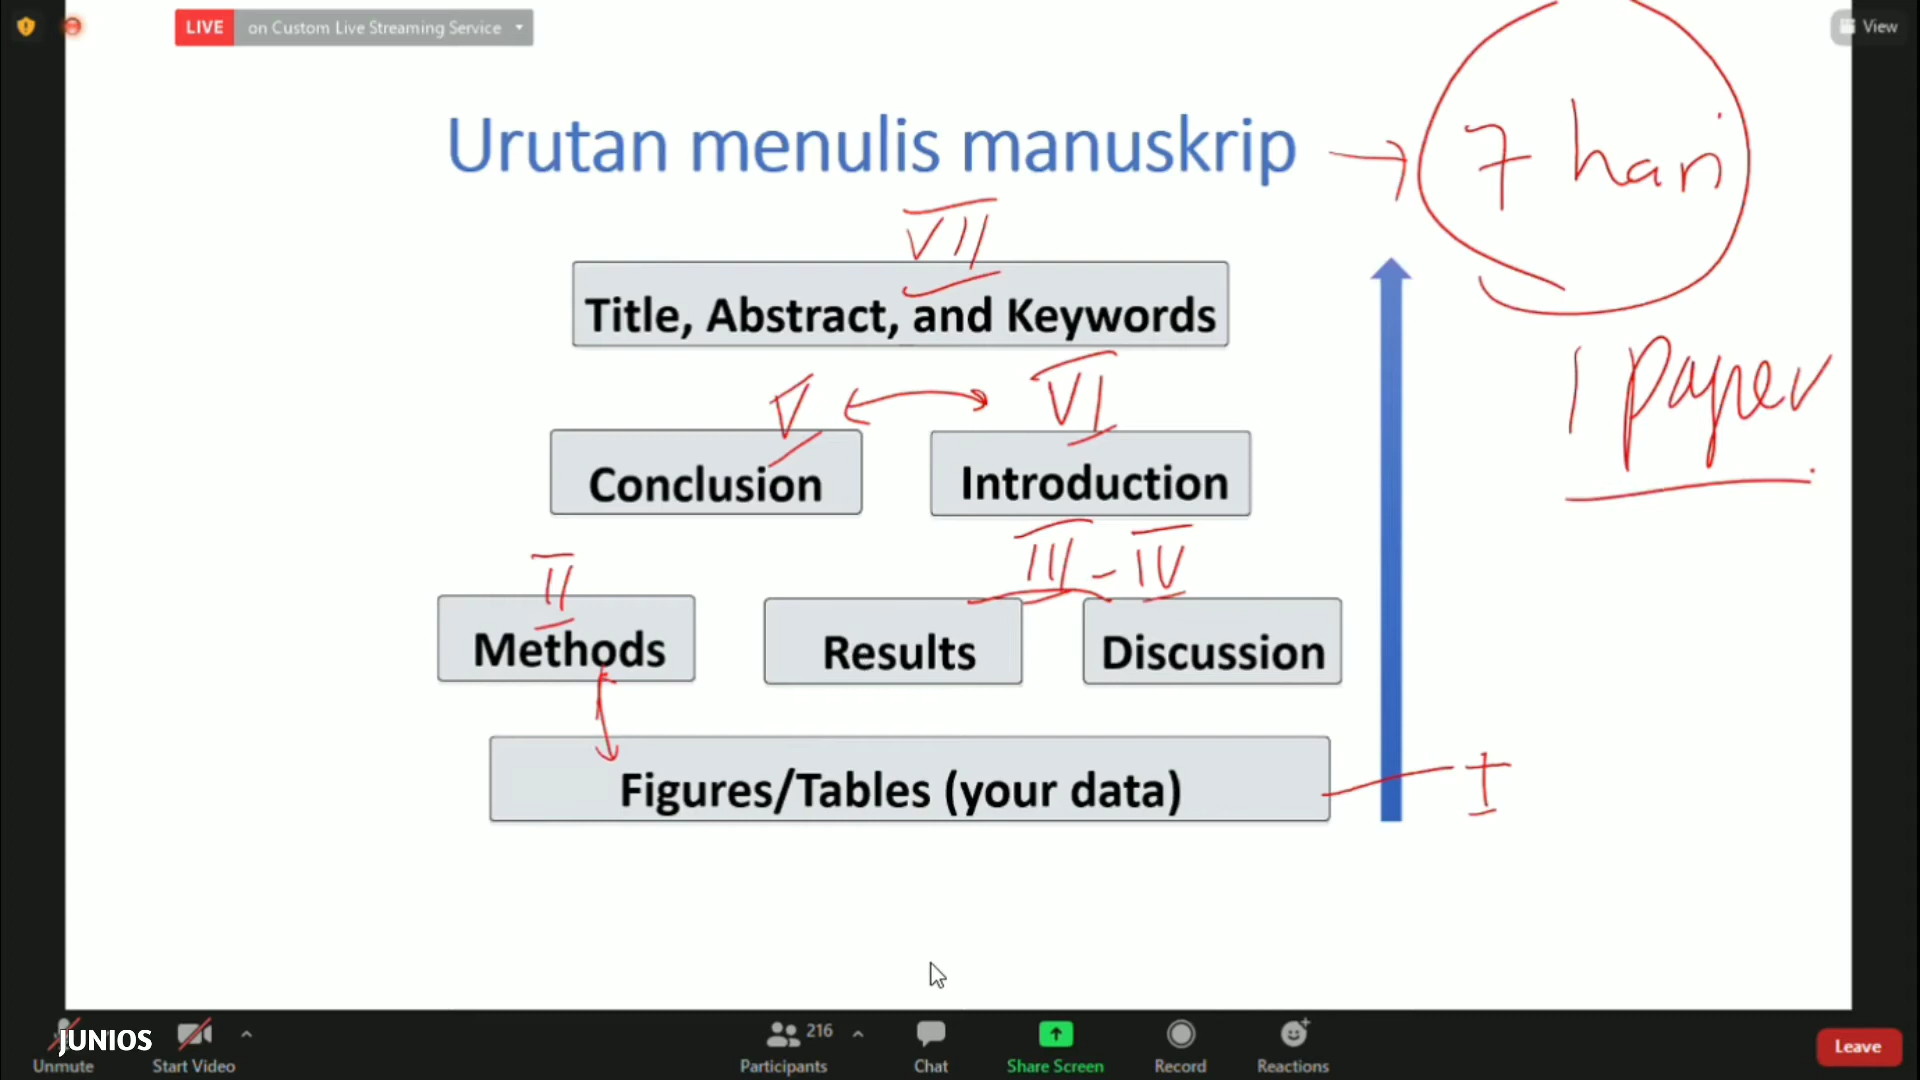 LIVE on Custom Live Streaming Service
View
Urutan menulis manuskrip
7 hari
1 paper
VII
Title, Abstract, and Keywords
V
VI
Conclusion
Introduction
II
III - IV
Methods
Results
Discussion
Figures/Tables (your data)
I
JUNIOS
Unmute
Start Video
216
Participants
Chat
Share Screen
Record
Reactions
Leave